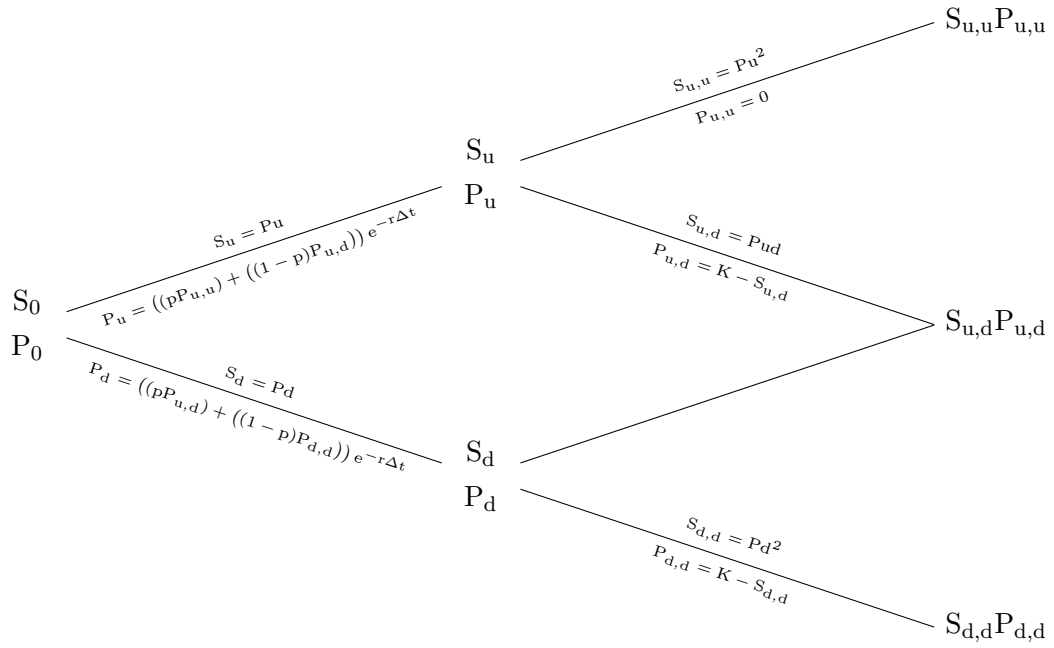 S_{u,u}P_{u,u}
S_{u,u} = Pu²
P_{u,u} = 0
S_u
P_u
S_u = Pu
P_u = ((pP_{u,u}) + ((1 − p)P_{u,d})) e^{−rΔt}
S_{u,d} = Pud
P_{u,d} = K − S_{u,d}
S_0
P_0
S_{u,d}P_{u,d}
S_d = Pd
P_d = ((pP_{u,d}) + ((1 − p)P_{d,d})) e^{−rΔt}
S_d
P_d
S_{d,d} = Pd²
P_{d,d} = K − S_{d,d}
S_{d,d}P_{d,d}